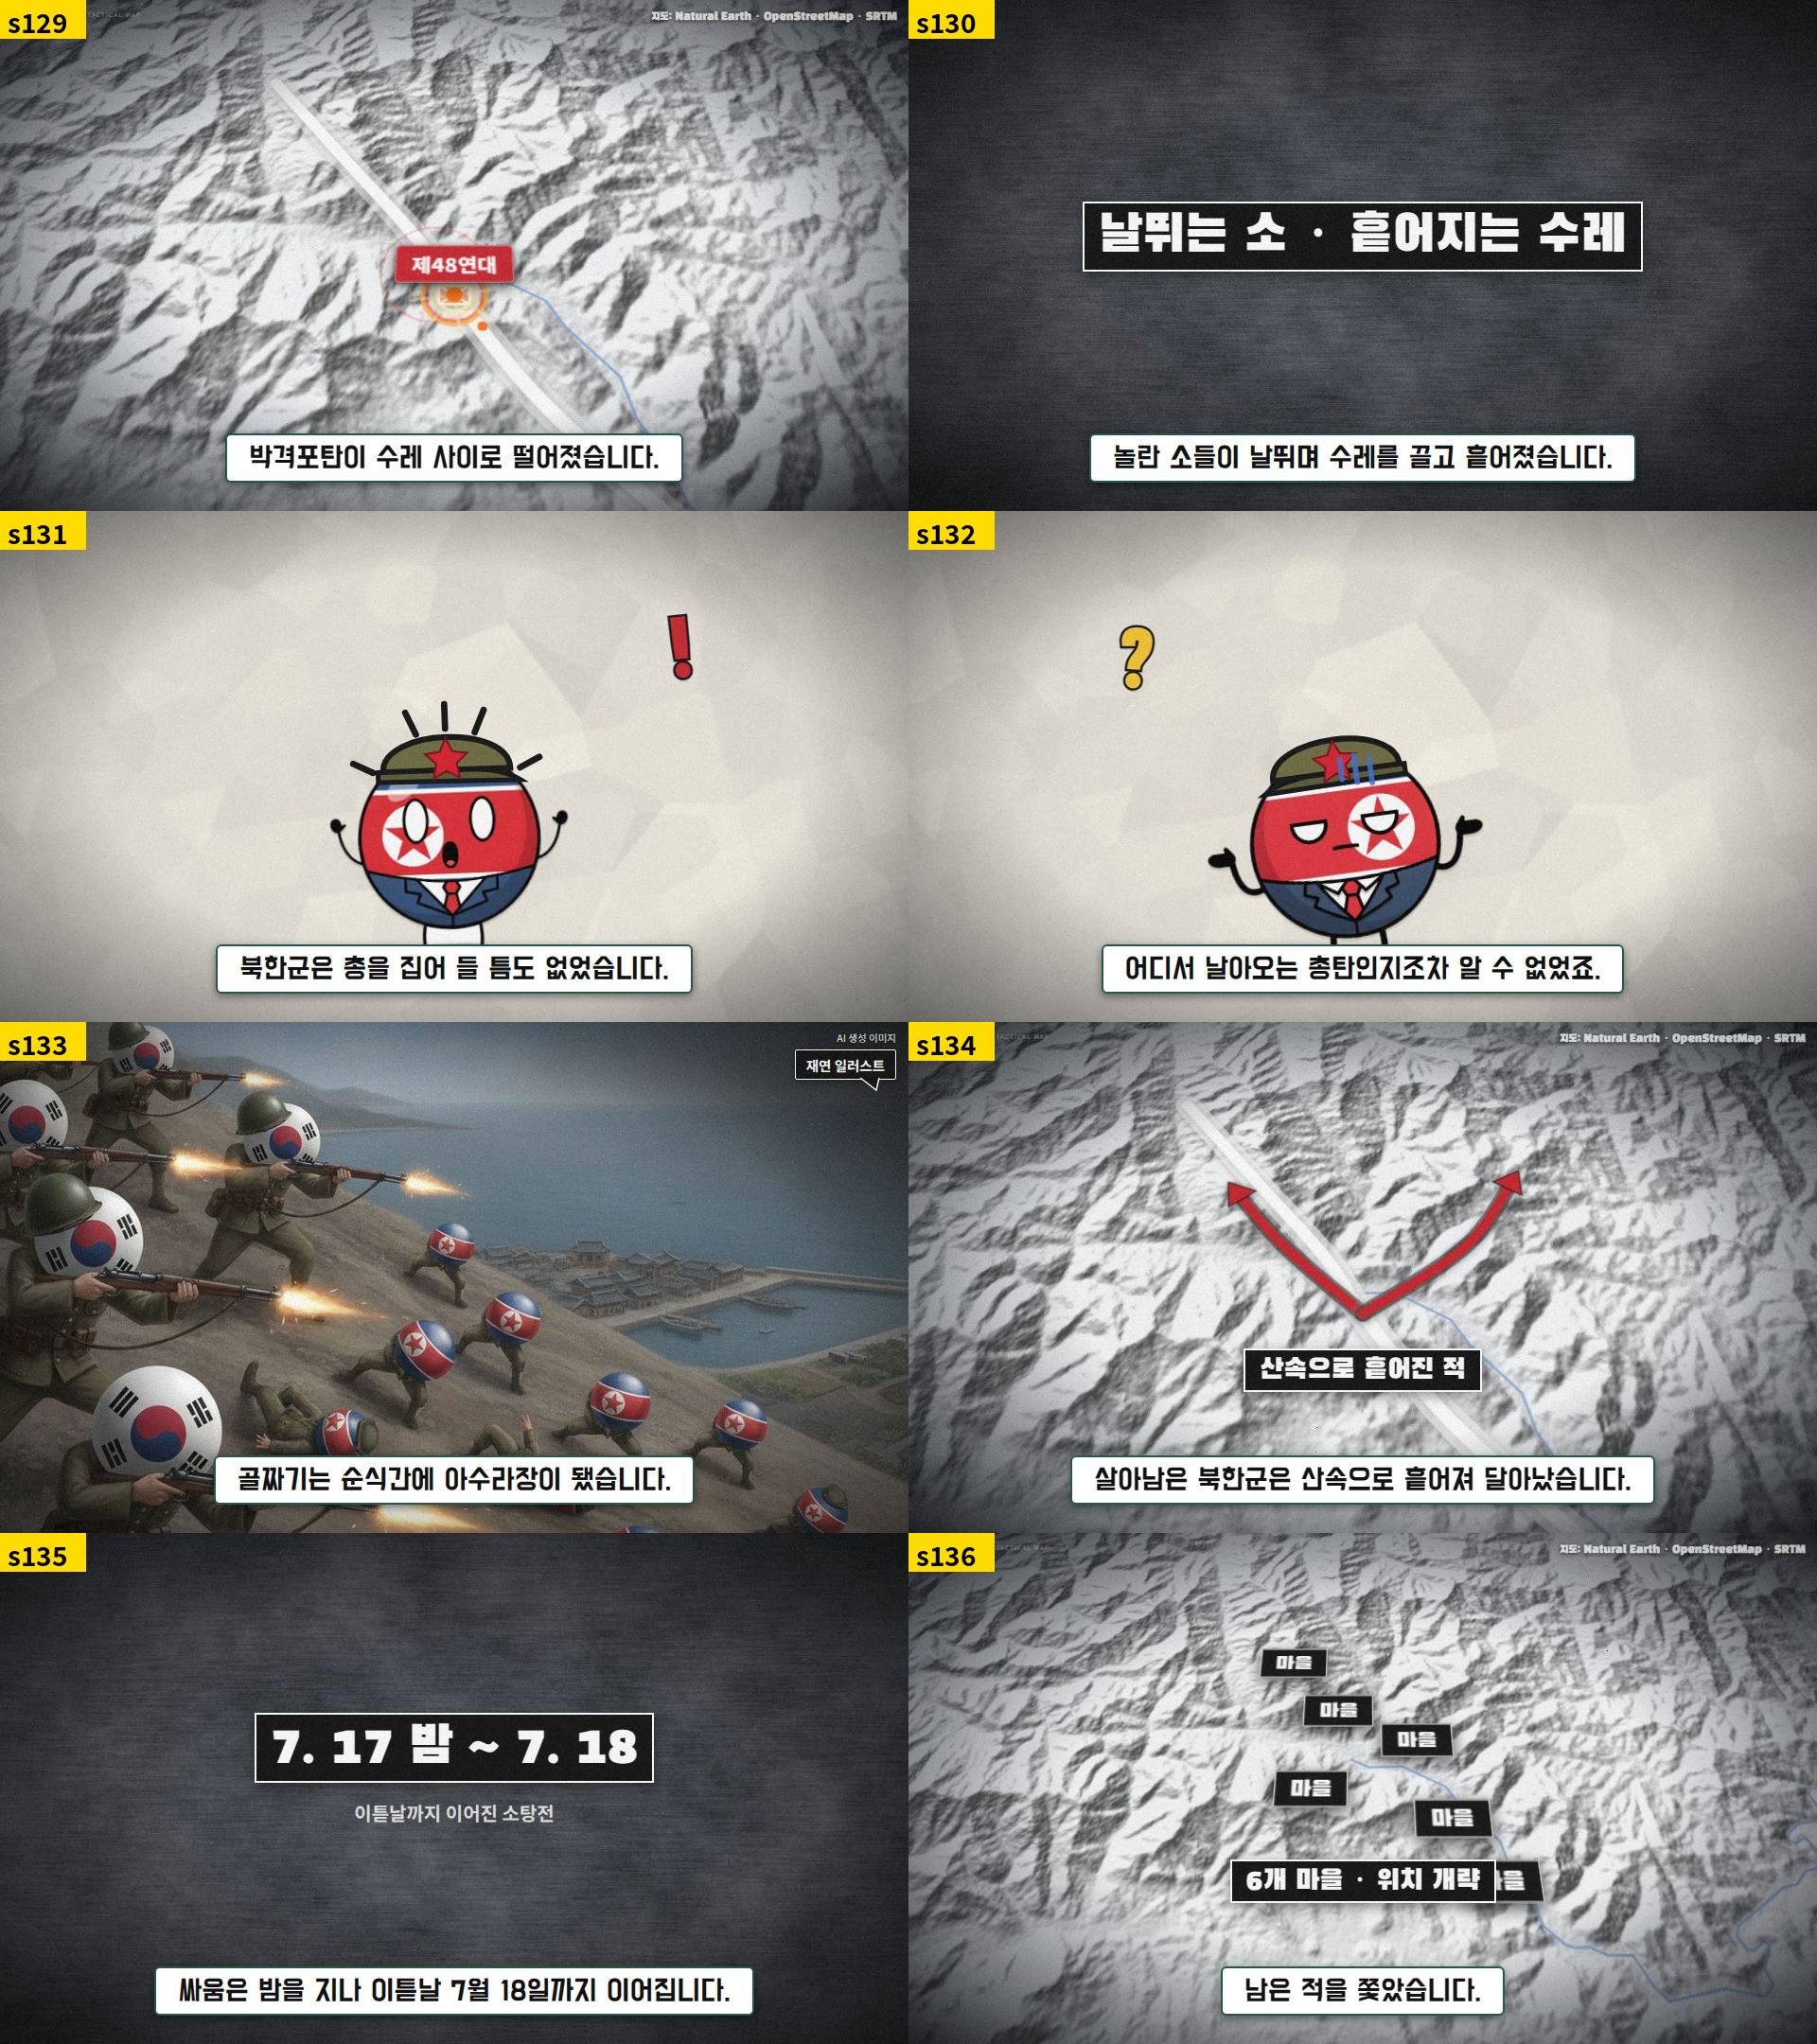 s129
TACTICAL MAP
지도: Natural Earth · OpenStreetMap · SRTM
제48연대
박격포탄이 수레 사이로 떨어졌습니다.
s130
날뛰는 소 · 흩어지는 수레
놀란 소들이 날뛰며 수레를 끌고 흩어졌습니다.
s131
!
북한군은 총을 집어 들 틈도 없었습니다.
s132
?
어디서 날아오는 총탄인지조차 알 수 없었죠.
s133
AI 생성 이미지
재연 일러스트
골짜기는 순식간에 아수라장이 됐습니다.
s134
TACTICAL MAP
지도: Natural Earth · OpenStreetMap · SRTM
산속으로 흩어진 적
살아남은 북한군은 산속으로 흩어져 달아났습니다.
s135
7. 17 밤 ~ 7. 18
이튿날까지 이어진 소탕전
싸움은 밤을 지나 이튿날 7월 18일까지 이어집니다.
s136
TACTICAL MAP
지도: Natural Earth · OpenStreetMap · SRTM
마을
마을
마을
마을
마을
6개 마을 · 위치 개략
을
남은 적을 쫓았습니다.